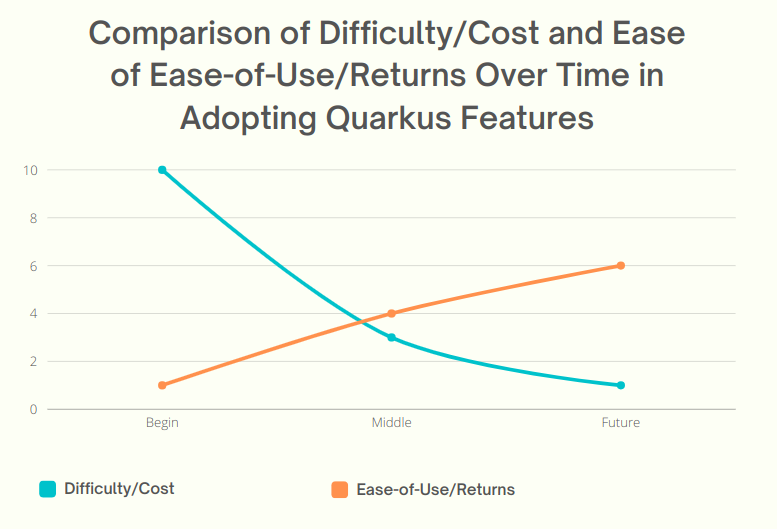 Comparison of Difficulty/Cost and Ease
of Ease-of-Use/Returns Over Time in
Adopting Quarkus Features
10
8
6
4
2
0
Begin Middle Future
Difficulty/Cost Ease-of-Use/Returns